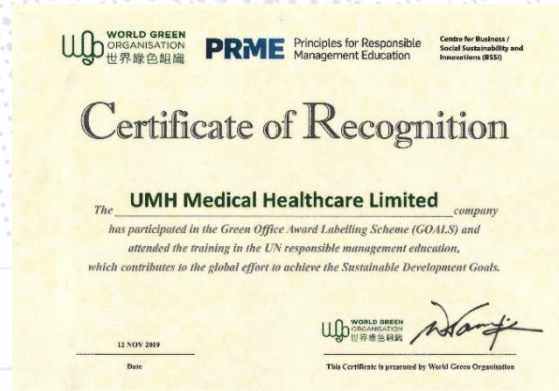 WORLD GREEN
ORGANISATION
世界綠色組織
PRME Principles for Responsible
Management Education
Centre for Business /
Social Sustainability and
Innovations (BSSI)
Certificate of Recognition
The UMH Medical Healthcare Limited company
has participated in the Green Office Award Labelling Scheme (GOALS) and
attended the training in the UN responsible management education,
which contributes to the global effort to achieve the Sustainable Development Goals.
WORLD GREEN
ORGANISATION
世界綠色組織
12 NOV 2019
Date
This Certificate is presented by World Green Organisation